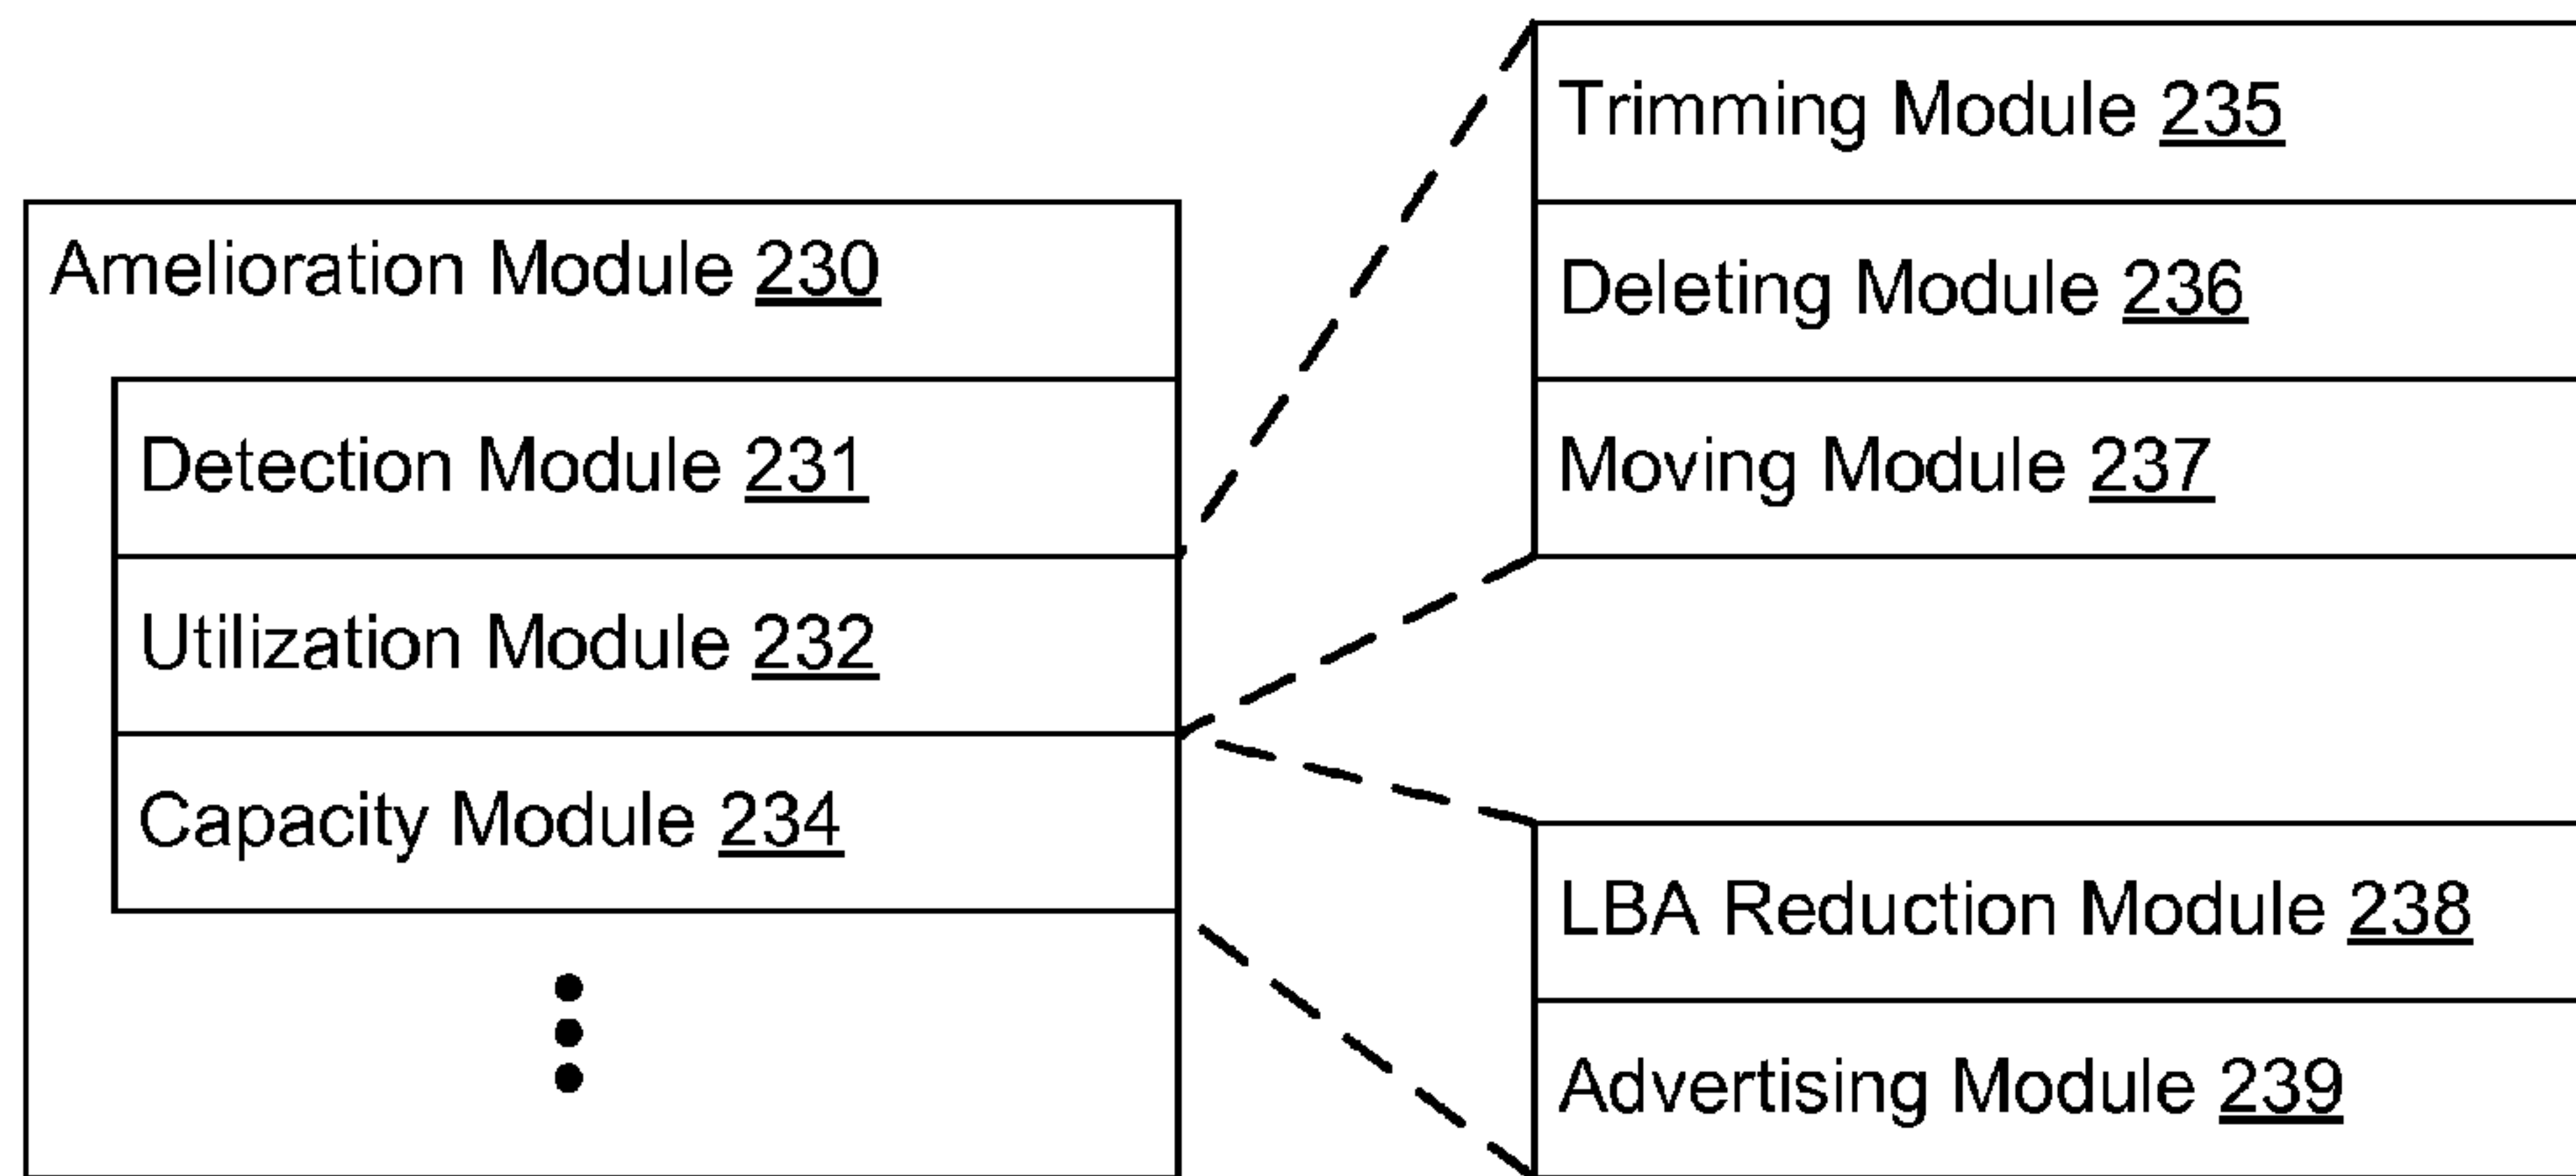 Amelioration Module 230
Detection Module 231
Utilization Module 232
Capacity Module 234
Trimming Module 235
Deleting Module 236
Moving Module 237
LBA Reduction Module 238
Advertising Module 239